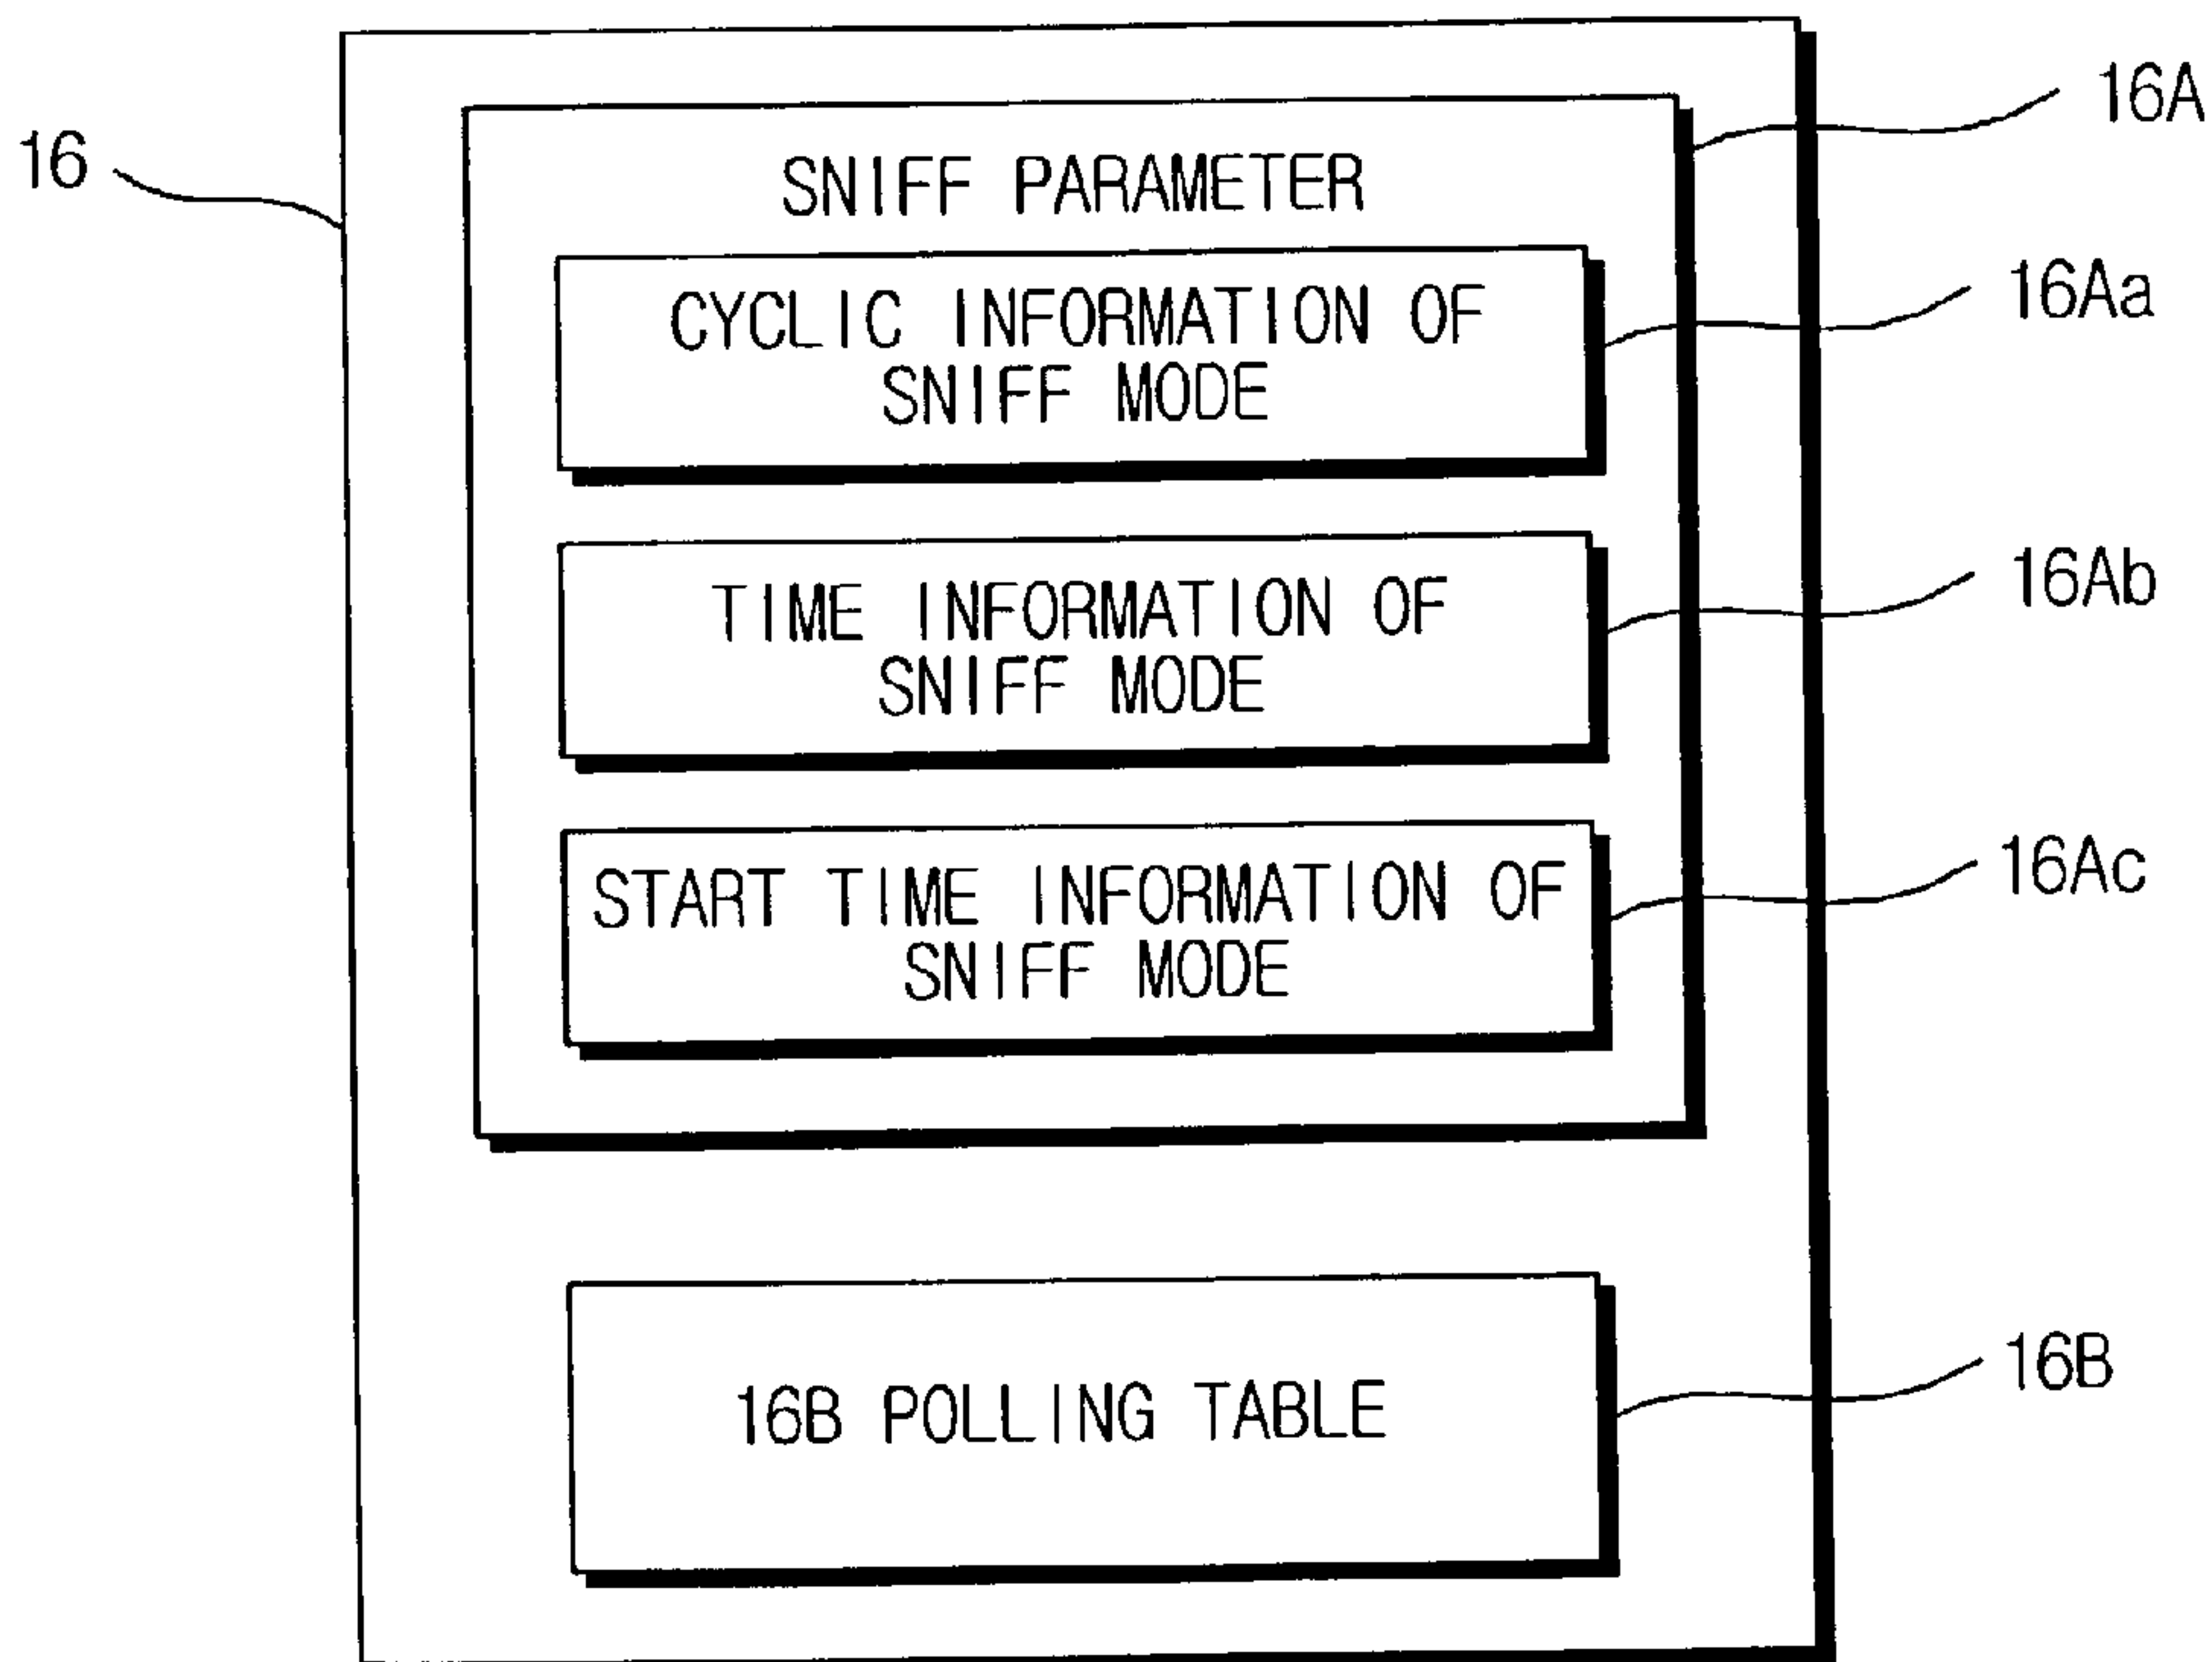 16
16A
SNIFF PARAMETER
16Aa
CYCLIC INFORMATION OF
SNIFF MODE
16Ab
TIME INFORMATION OF
SNIFF MODE
16Ac
START TIME INFORMATION OF
SNIFF MODE
16B
16B POLLING TABLE